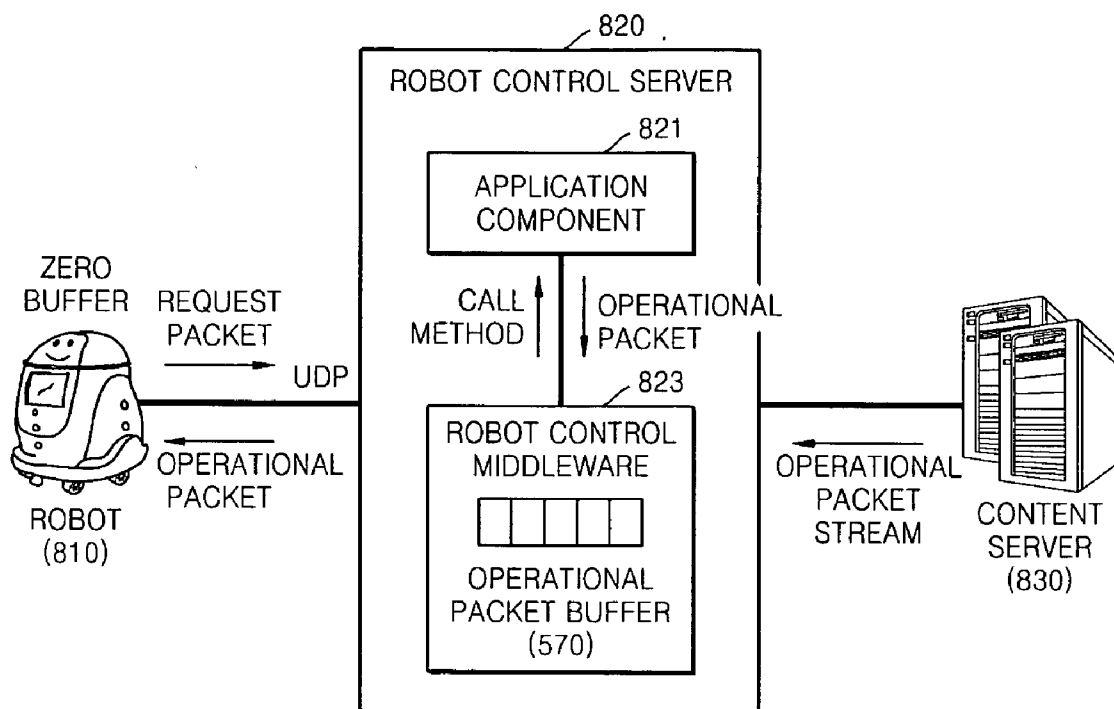 820
ROBOT CONTROL SERVER
821
APPLICATION
COMPONENT
CALL
METHOD
OPERATIONAL
PACKET
823
ROBOT CONTROL
MIDDLEWARE
OPERATIONAL
PACKET BUFFER
(570)
ZERO
BUFFER
REQUEST
PACKET
UDP
OPERATIONAL
PACKET
ROBOT
(810)
OPERATIONAL
PACKET
STREAM
CONTENT
SERVER
(830)